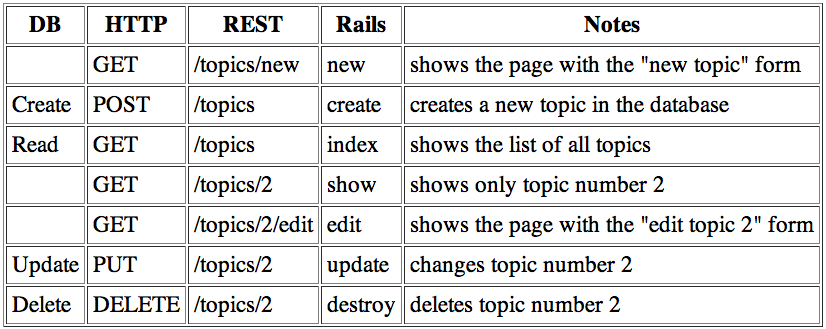 DB HTTP REST Rails Notes
GET /topics/new new shows the page with the "new topic" form
Create POST /topics create creates a new topic in the database
Read GET /topics index shows the list of all topics
GET /topics/2 show shows only topic number 2
GET /topics/2/edit edit shows the page with the "edit topic 2" form
Update PUT /topics/2 update changes topic number 2
Delete DELETE /topics/2 destroy deletes topic number 2